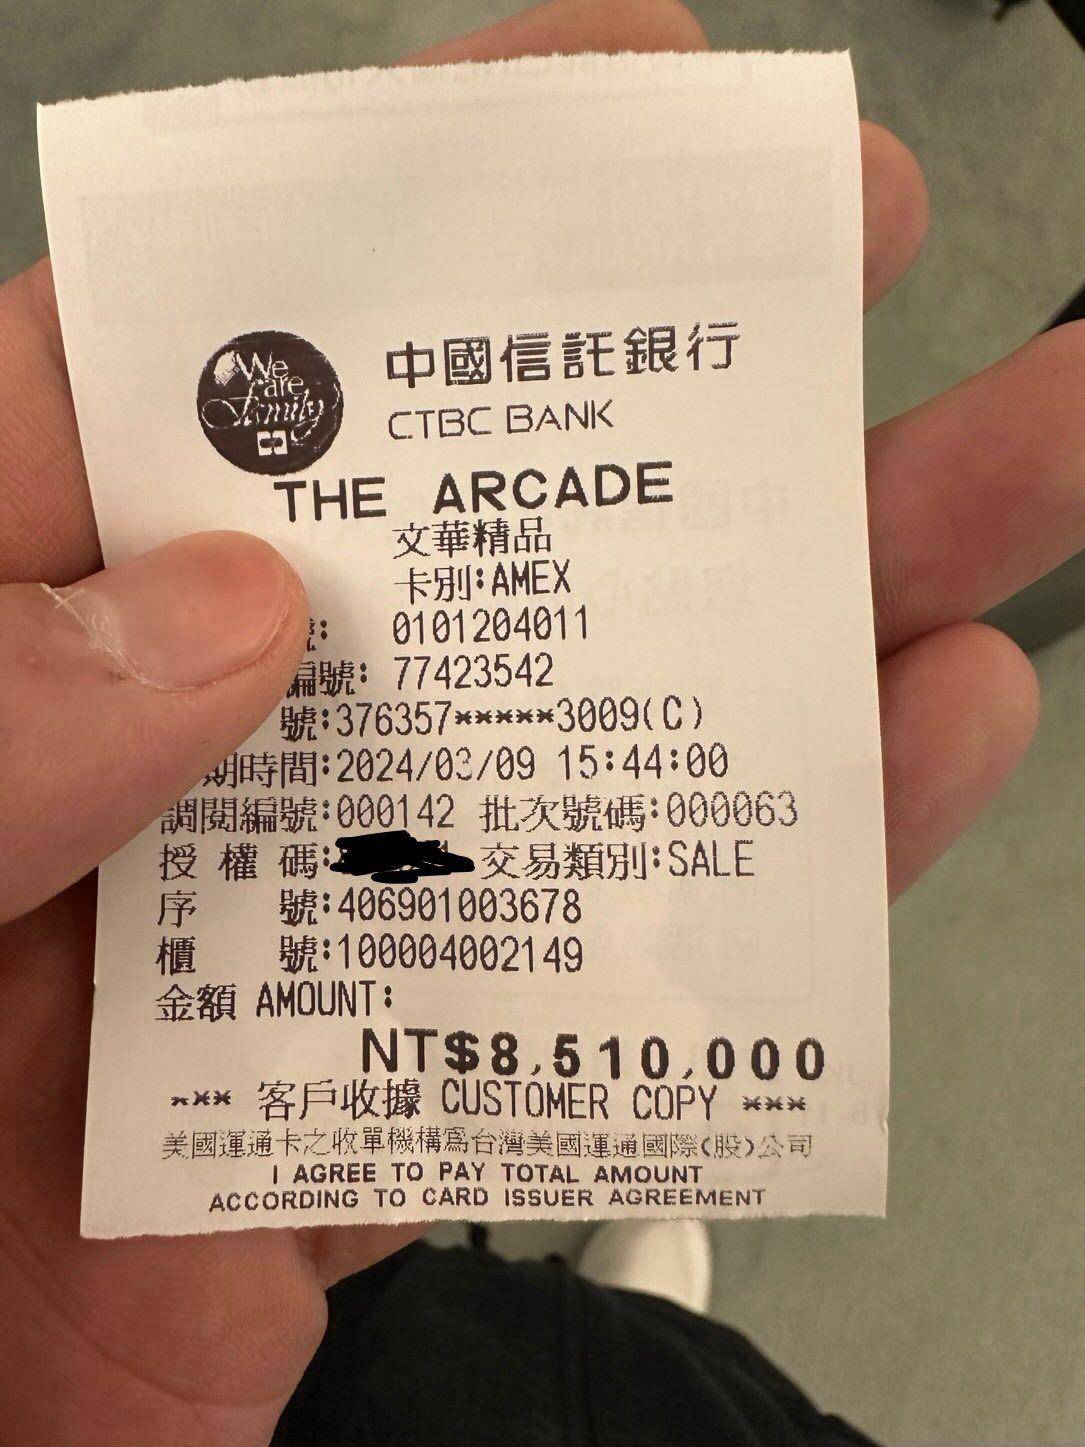 We
are
Family
中國信託銀行
CTBC BANK
THE ARCADE
文華精品
卡別:AMEX
號: 0101204011
編號: 77423542
號:376357*****3009(C)
期時間:2024/03/09 15:44:00
調閱編號:000142 批次號碼:000063
授權碼: 交易類別:SALE
序號:406901003678
櫃號:100004002149
金額 AMOUNT:
NT$8,510,000
*** 客戶收據 CUSTOMER COPY ***
美國運通卡之收單機構爲台灣美國運通國際(股)公司
I AGREE TO PAY TOTAL AMOUNT
ACCORDING TO CARD ISSUER AGREEMENT